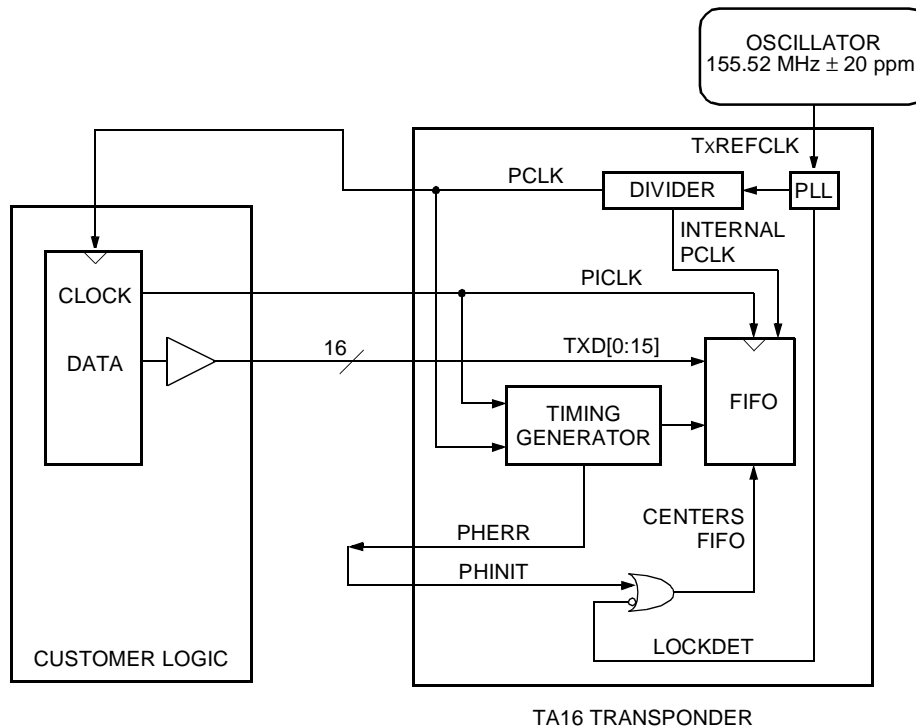 OSCILLATOR
155.52 MHz ± 20 ppm
TXREFCLK
PCLK
DIVIDER
PLL
INTERNAL
PCLK
CLOCK
PICLK
DATA
16
TXD[0:15]
FIFO
TIMING
GENERATOR
CENTERS
FIFO
PHERR
PHINIT
LOCKDET
CUSTOMER LOGIC
TA16 TRANSPONDER